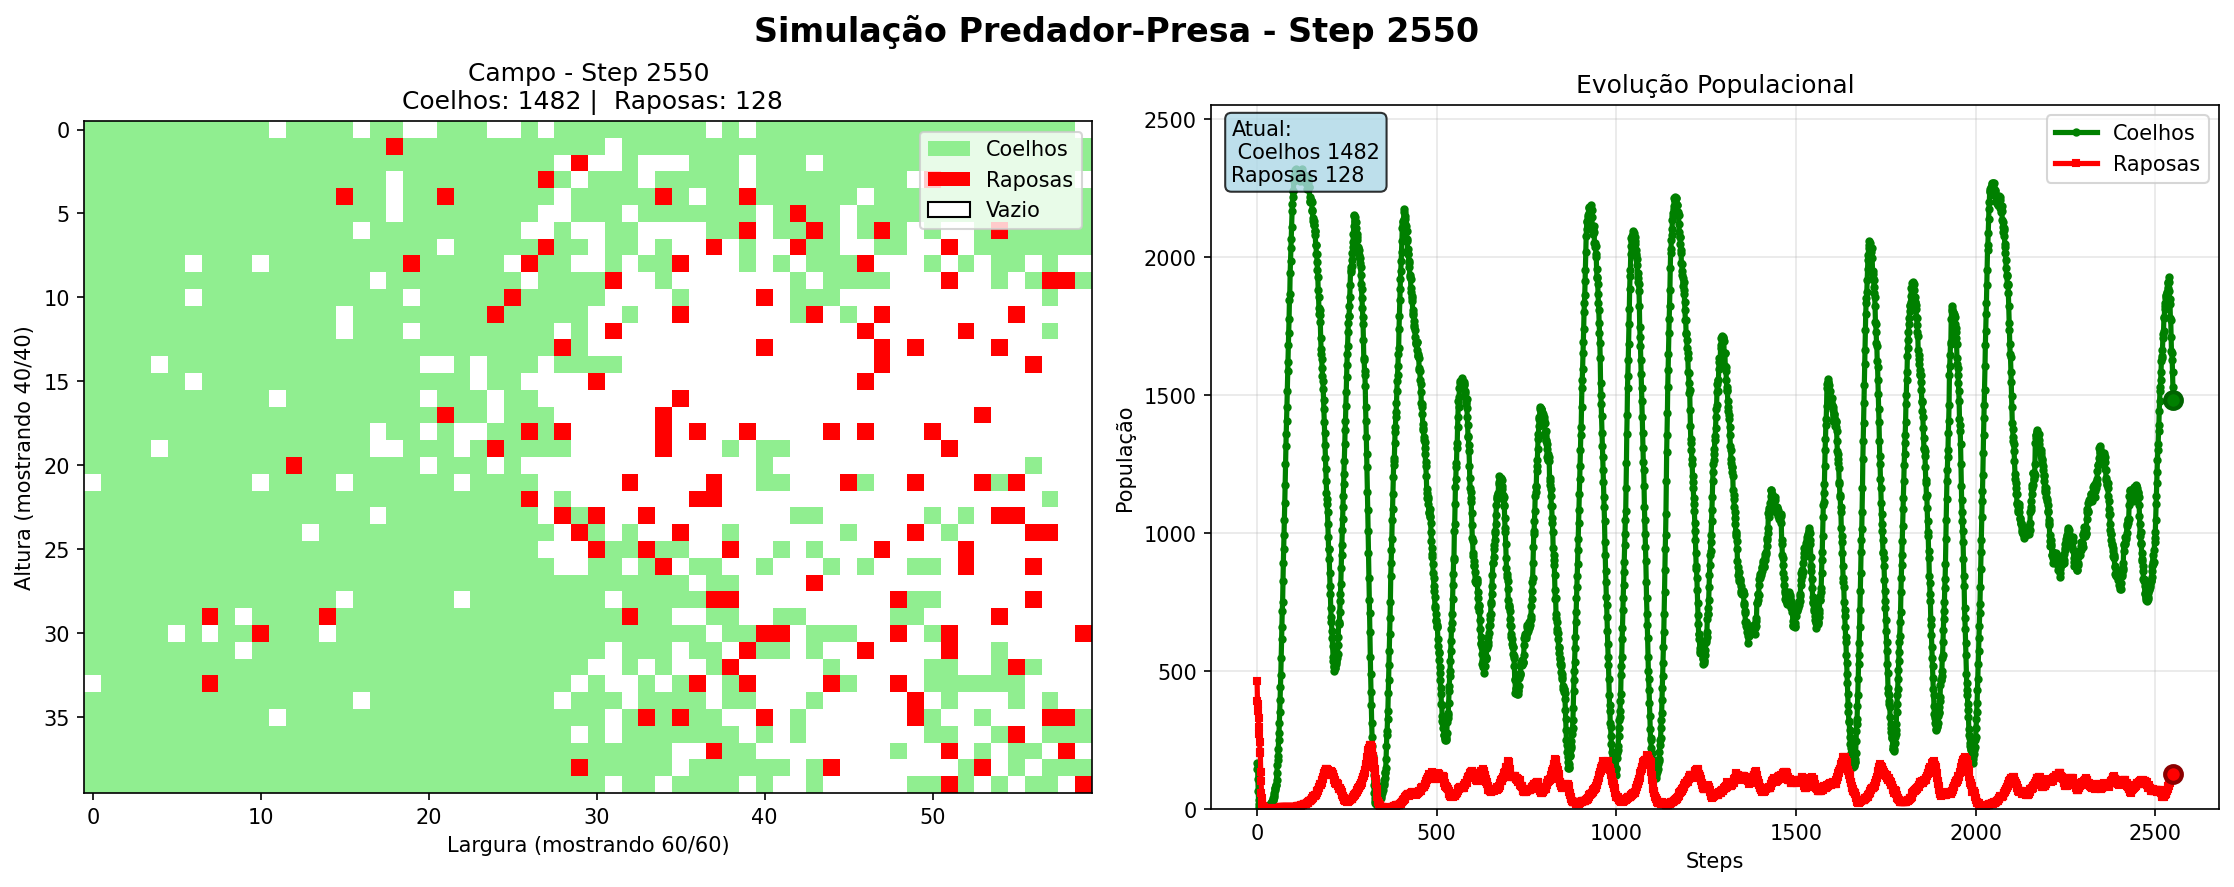 Simulação Predador-Presa - Step 2550
Campo - Step 2550
Coelhos: 1482 |  Raposas: 128
Coelhos
Raposas
Vazio
0
5
10
15
20
25
30
35
Altura (mostrando 40/40)
0
10
20
30
40
50
Largura (mostrando 60/60)
Evolução Populacional
Atual:
Coelhos 1482
Raposas 128
Coelhos
Raposas
2500
2000
1500
1000
500
0
População
0
500
1000
1500
2000
2500
Steps